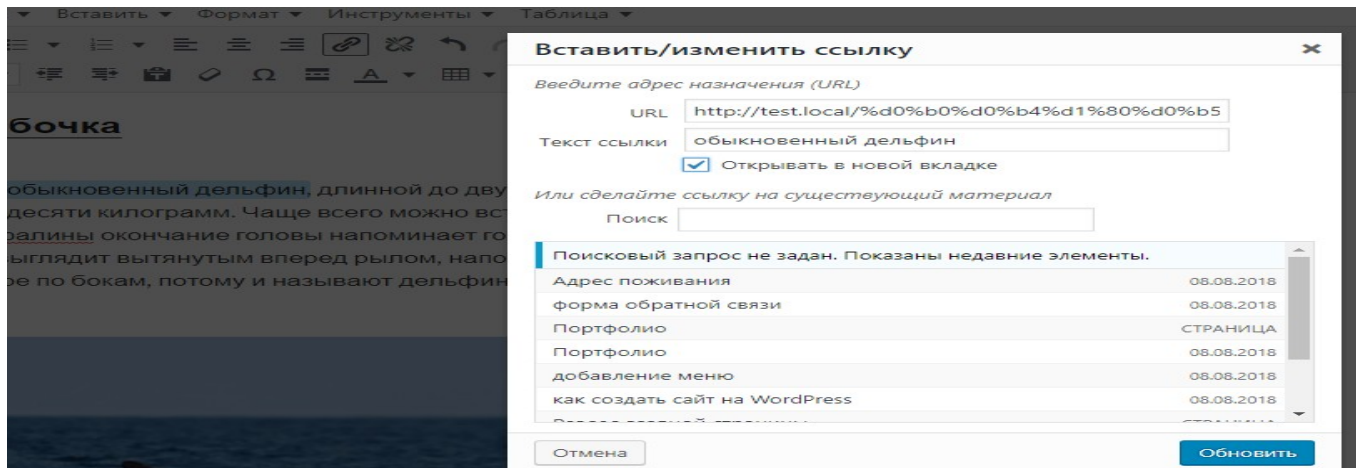 Вставить Формат Инструменты Таблица
Вставить/изменить ссылку
Введите адрес назначения (URL)
URL http://test.local/%d0%b0%d0%b4%d1%80%d0%b5
Текст ссылки обыкновенный дельфин
Открывать в новой вкладке
Или сделайте ссылку на существующий материал
Поиск
Поисковый запрос не задан. Показаны недавние элементы.
Адрес поживания 08.08.2018
форма обратной связи 08.08.2018
Портфолио СТРАНИЦА
Портфолио 08.08.2018
добавление меню 08.08.2018
как создать сайт на WordPress 08.08.2018
Отмена Обновить
бочка
обыкновенный дельфин, длинной до дву
десяти килограмм. Чаще всего можно вс
ралины окончание головы напоминает го
ыглядит вытянутым вперед рылом, напо
ре по бокам, потому и называют дельфин